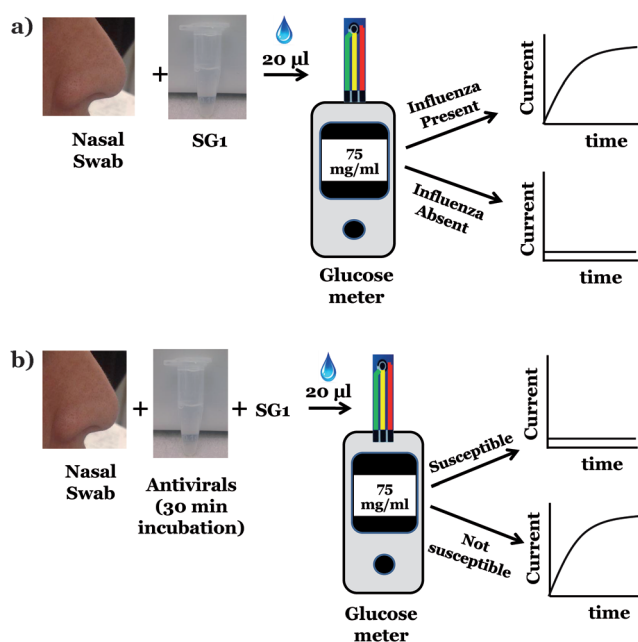 a)
+
20 µl
Nasal
Swab
SG1
75
mg/ml
Glucose
meter
Influenza
Present
Influenza
Absent
Current
time
Current
time
b)
+
+ SG1
20 µl
Nasal
Swab
Antivirals
(30 min
incubation)
75
mg/ml
Glucose
meter
Susceptible
Not
susceptible
Current
time
Current
time